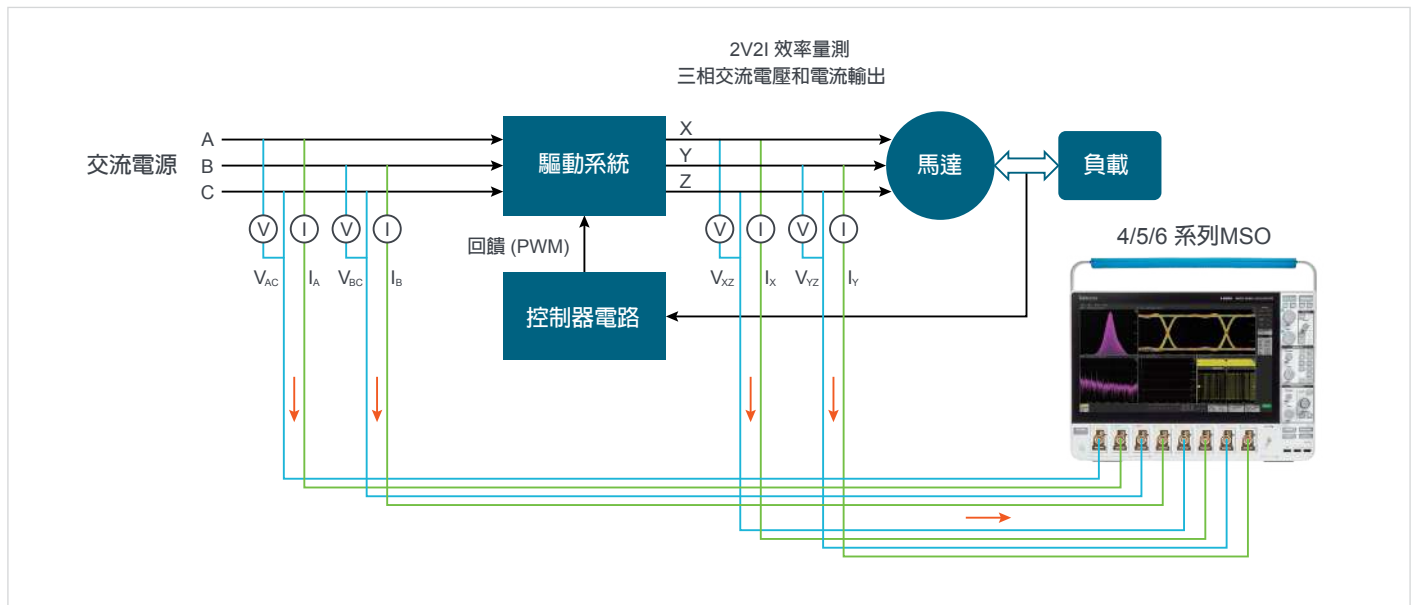 2V2I 效率量測
三相交流電壓和電流輸出
交流電源
A
B
C
驅動系統
X
Y
Z
馬達
負載
V
I
V
I
V
I
V
I
回饋 (PWM)
4/5/6 系列MSO
VAC
IA
VBC
IB
VXZ
IX
VYZ
IY
控制器電路
Tektronix